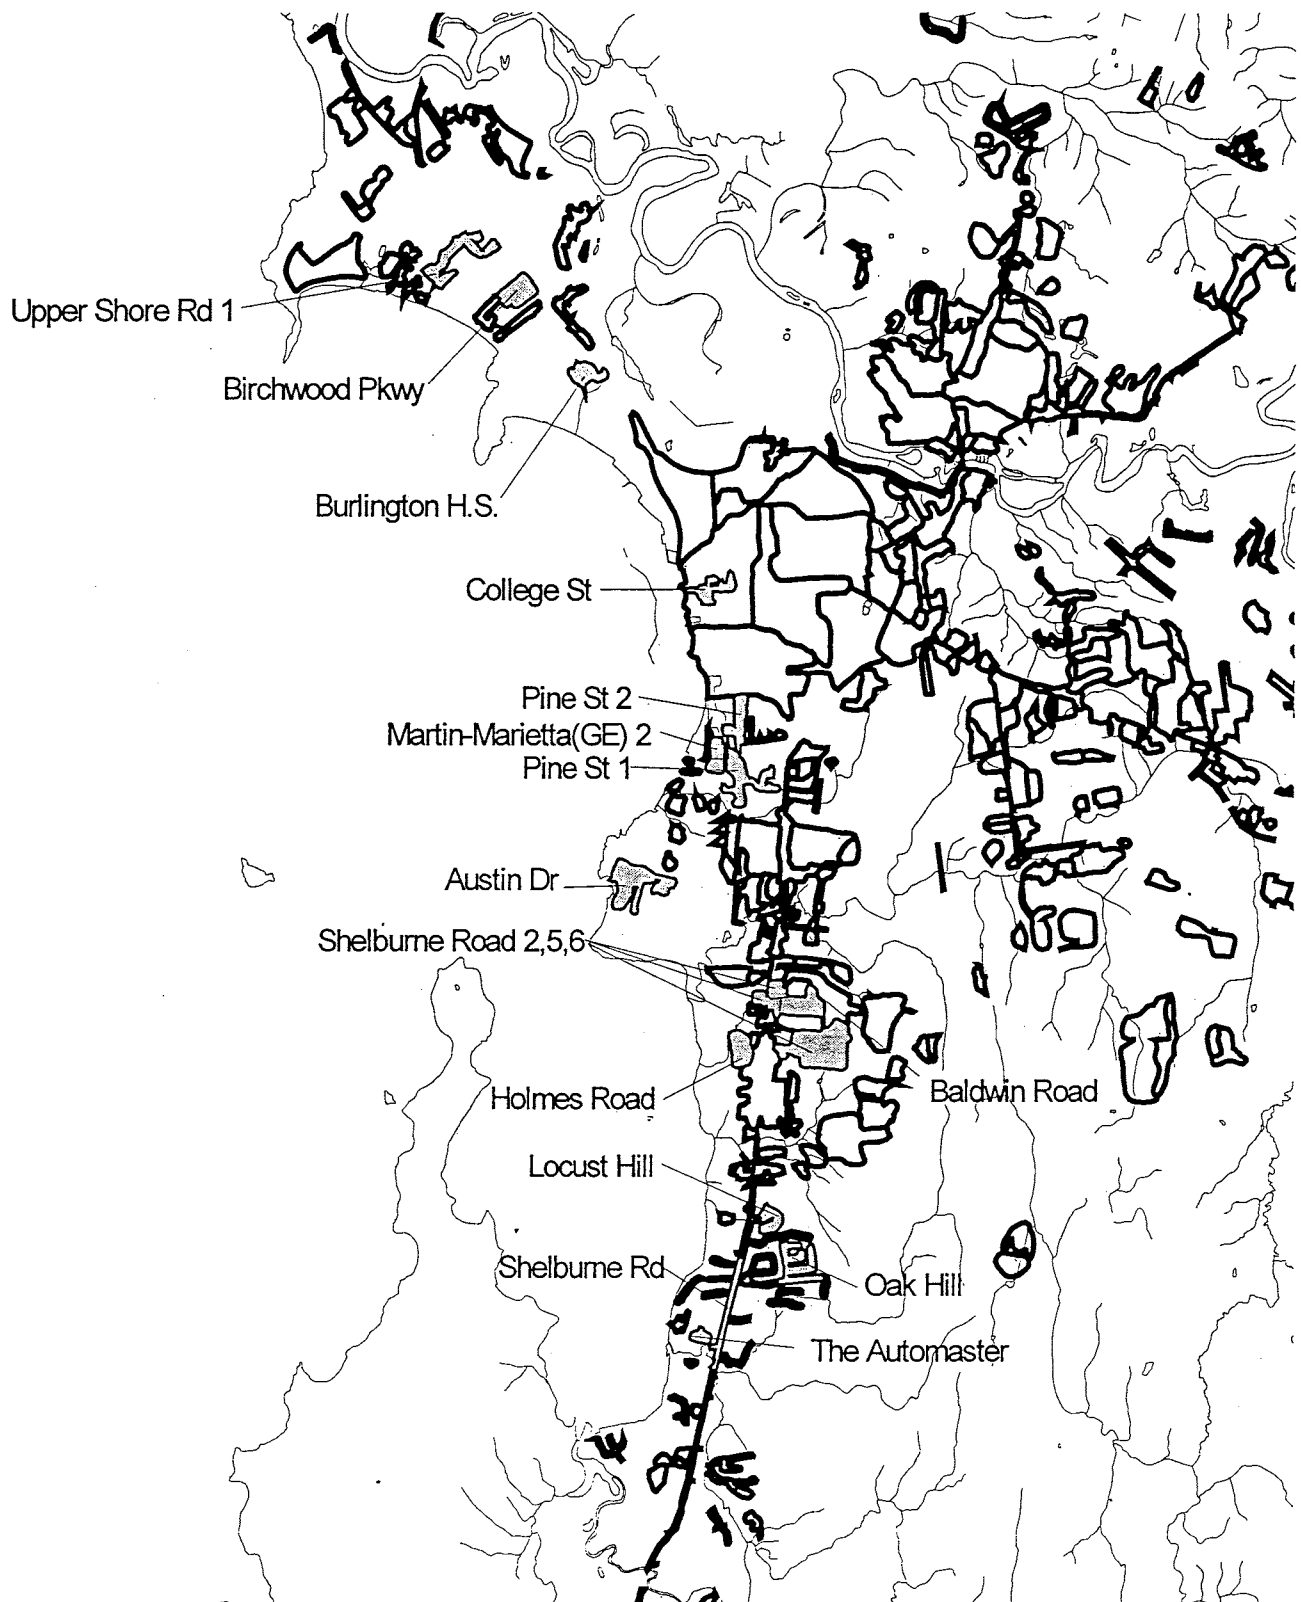 Upper Shore Rd 1
Birchwood Pkwy
Burlington H.S.
College St
Pine St 2
Martin-Marietta(GE) 2
Pine St 1
Austin Dr
Shelburne Road 2,5,6
Holmes Road
Baldwin Road
Locust Hill
Shelburne Rd
Oak Hill
The Automaster